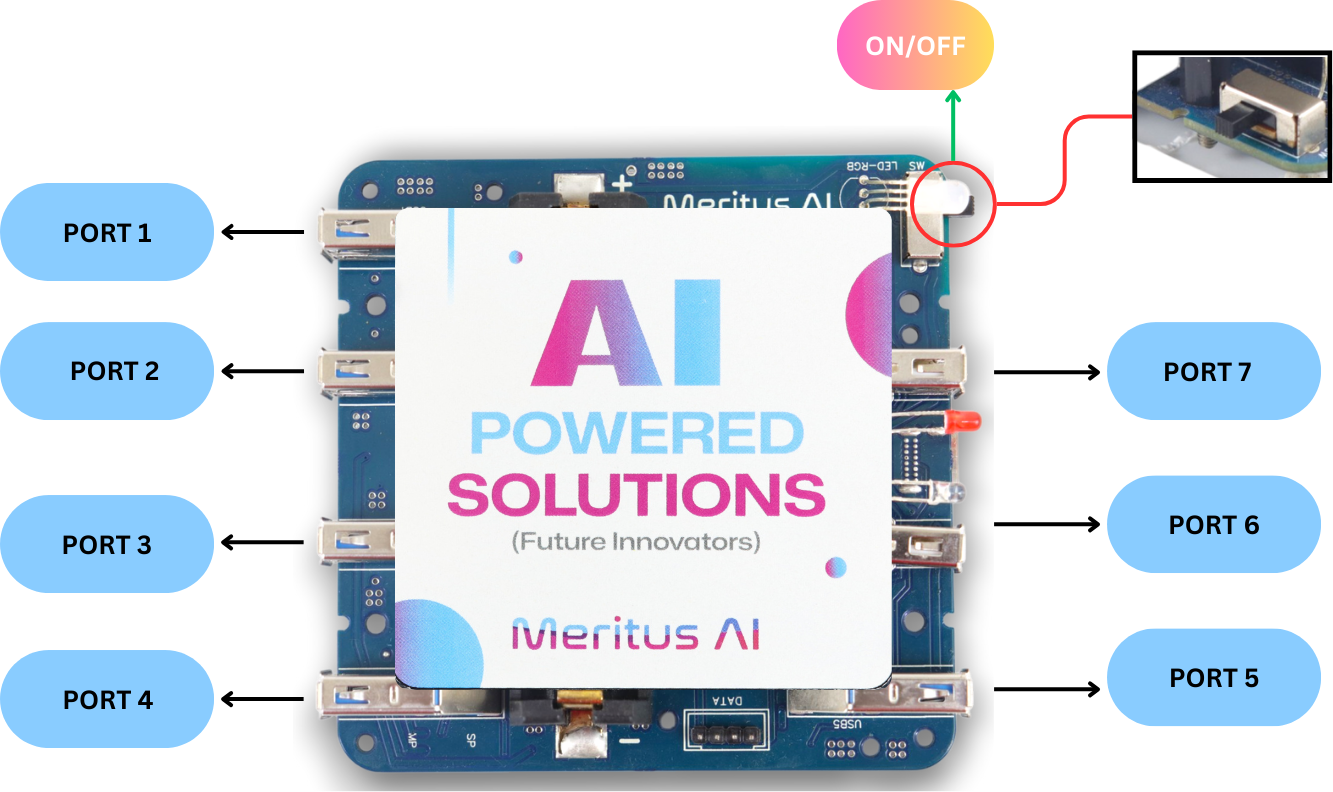 ON/OFF
LED-RGB
SW
+
Meritus AI
PORT 1
PORT 2
PORT 3
PORT 4
AI
POWERED
SOLUTIONS
(Future Innovators)
Meritus AI
PORT 7
PORT 6
PORT 5
DATA
USB5
MP
SP
−